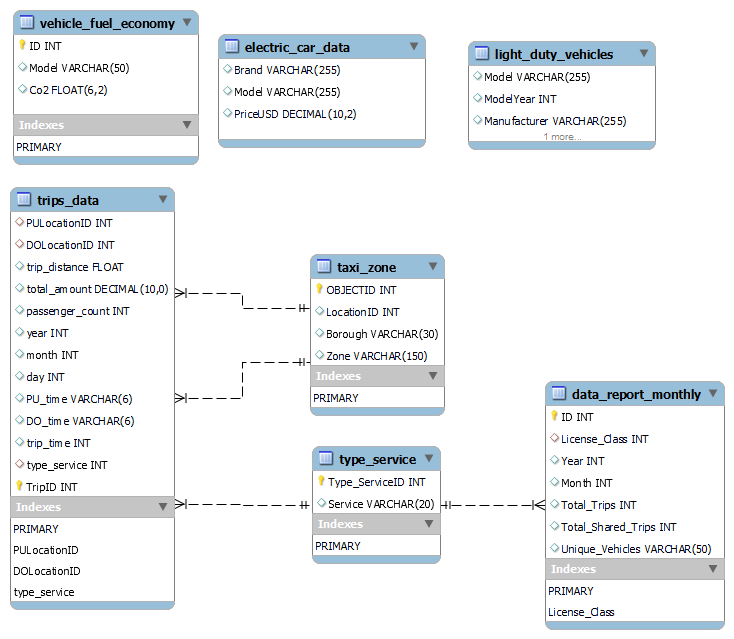 vehicle_fuel_economy
ID INT
Model VARCHAR(50)
Co2 FLOAT(6,2)
Indexes
PRIMARY
electric_car_data
Brand VARCHAR(255)
Model VARCHAR(255)
PriceUSD DECIMAL(10,2)
light_duty_vehicles
Model VARCHAR(255)
ModelYear INT
Manufacturer VARCHAR(255)
1 more...
trips_data
PULocationID INT
DOLocationID INT
trip_distance FLOAT
total_amount DECIMAL(10,0)
passenger_count INT
year INT
month INT
day INT
PU_time VARCHAR(6)
DO_time VARCHAR(6)
trip_time INT
type_service INT
TripID INT
Indexes
PRIMARY
PULocationID
DOLocationID
type_service
taxi_zone
OBJECTID INT
LocationID INT
Borough VARCHAR(30)
Zone VARCHAR(150)
Indexes
PRIMARY
type_service
Type_ServiceID INT
Service VARCHAR(20)
Indexes
PRIMARY
data_report_monthly
ID INT
License_Class INT
Year INT
Month INT
Total_Trips INT
Total_Shared_Trips INT
Unique_Vehicles VARCHAR(50)
Indexes
PRIMARY
License_Class